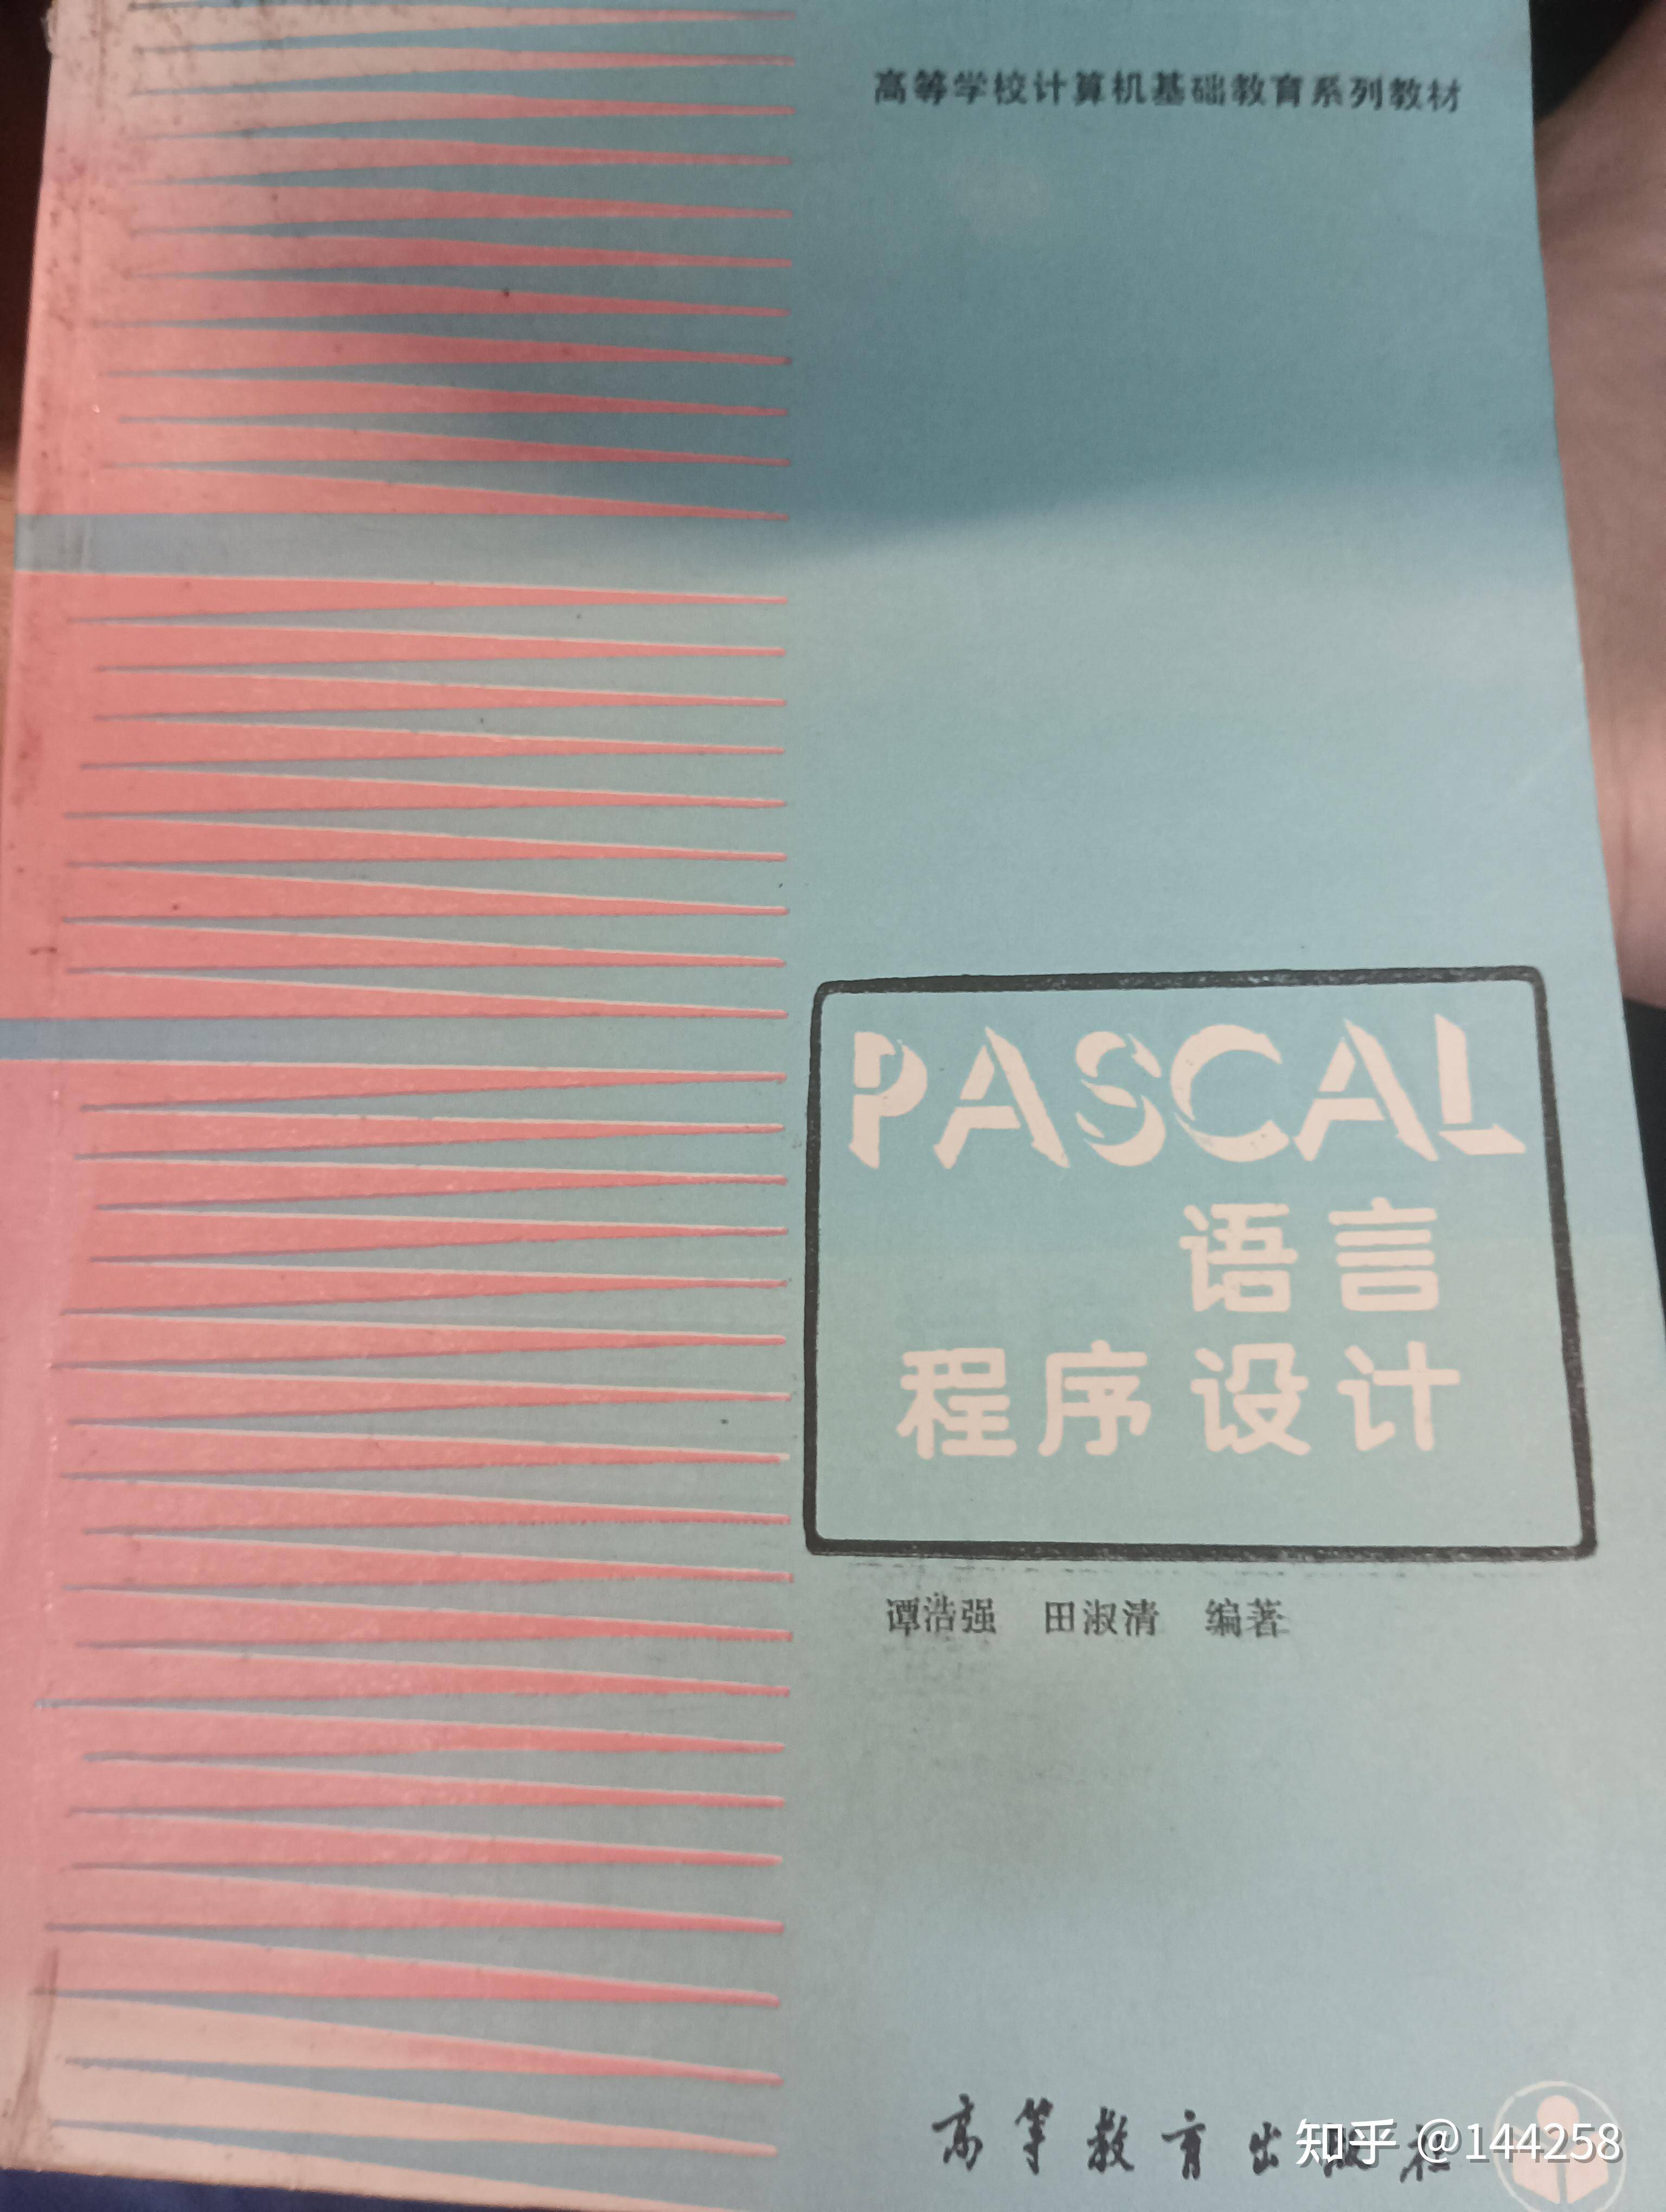 高等学校计算机基础教育系列教材
PASCAL
语言
程序设计
谭浩强 田淑清 编著
高等教育出版社
知乎 @144258